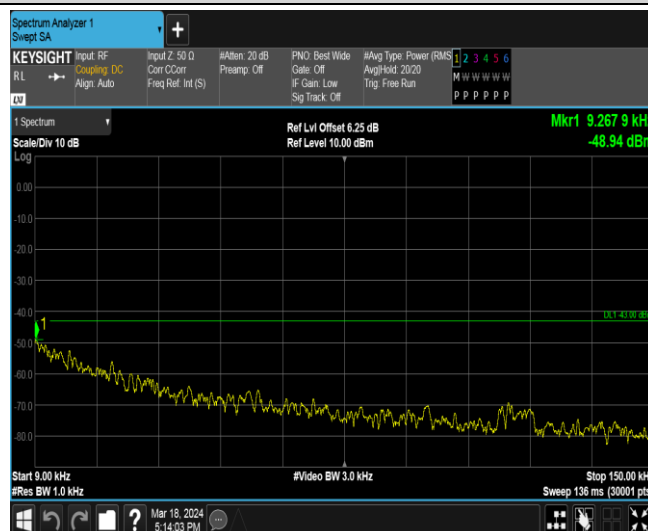 Spectrum Analyzer 1
Swept SA
+
KEYSIGHT
RL
LXI
Input: RF
Coupling: DC
Align: Auto
Input Z: 50 Ω
Corr CCorr
Freq Ref: Int (S)
#Atten: 20 dB
Preamp: Off
PNO: Best Wide
Gate: Off
IF Gain: Low
Sig Track: Off
#Avg Type: Power (RMS
Avg|Hold: 20/20
Trig: Free Run
1 2 3 4 5 6
M W W W W W
P P P P P P
1 Spectrum
Scale/Div 10 dB
Log
Ref Lvl Offset 6.25 dB
Ref Level 10.00 dBm
Mkr1 9.267 9 kHz
-48.94 dBm
0.00
-10.0
-20.0
-30.0
-40.0
-50.0
-60.0
-70.0
-80.0
1
DL1 -43.00 dBm
Start 9.00 kHz
#Res BW 1.0 kHz
#Video BW 3.0 kHz
Stop 150.00 kHz
Sweep 136 ms (30001 pts
?
Mar 18, 2024
5:14:03 PM